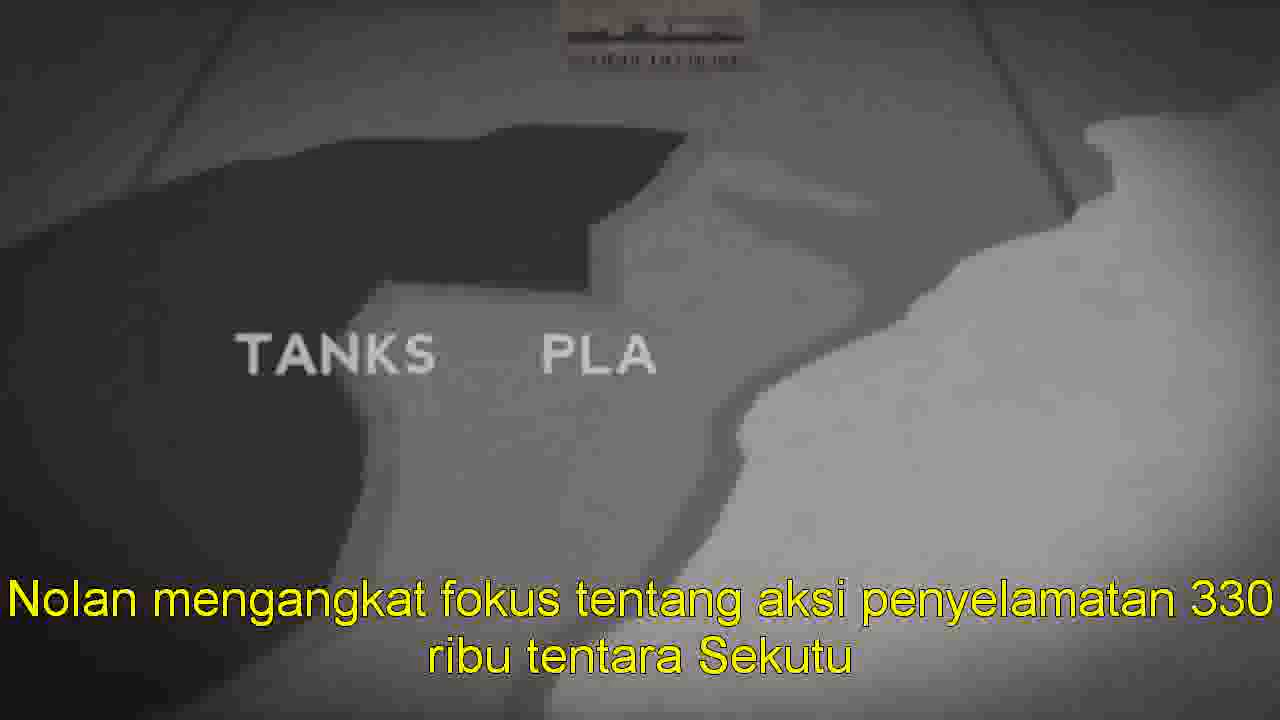 TANKS PLA
Nolan mengangkat fokus tentang aksi penyelamatan 330
ribu tentara Sekutu